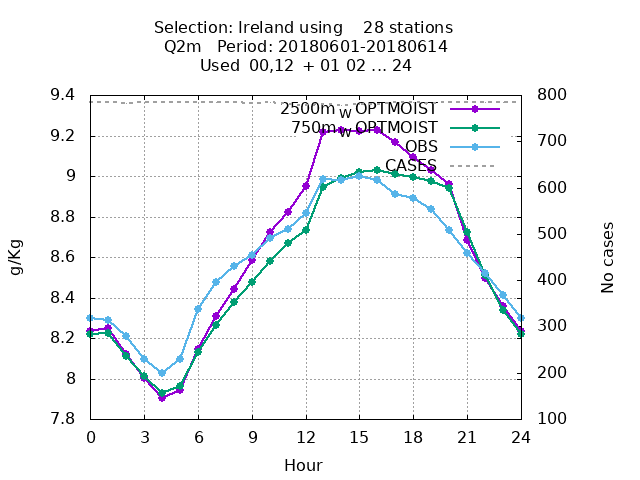 Selection: Ireland using 28 stations
Q2m Period: 20180601-20180614
Used 00,12 + 01 02 ... 24
9.4
9.2
9
8.8
8.6
8.4
8.2
8
7.8
g/Kg
2500m W OPTMOIST
750m W OPTMOIST
OBS
CASES
800
700
600
500
400
300
200
100
No cases
0 3 6 9 12 15 18 21 24
Hour